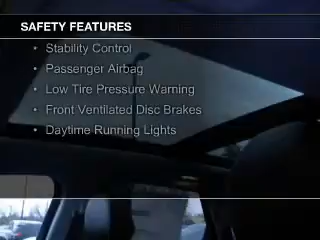 SAFETY FEATURES
• Stability Control
• Passenger Airbag
• Low Tire Pressure Warning
• Front Ventilated Disc Brakes
• Daytime Running Lights